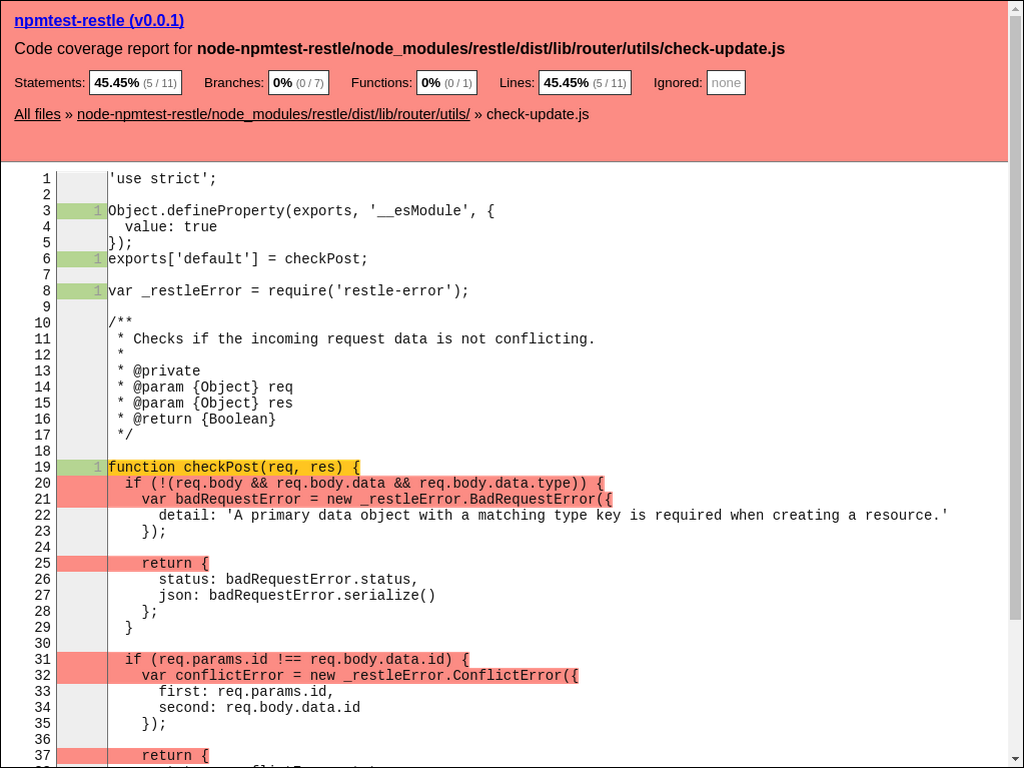 npmtest-restle (v0.0.1)
Code coverage report for node-npmtest-restle/node_modules/restle/dist/lib/router/utils/check-update.js
Statements: 45.45% (5 / 11) Branches: 0% (0 / 7) Functions: 0% (0 / 1) Lines: 45.45% (5 / 11) Ignored: none
All files » node-npmtest-restle/node_modules/restle/dist/lib/router/utils/ » check-update.js
1 'use strict';
2
3 1 Object.defineProperty(exports, '__esModule', {
4   value: true
5 });
6 1 exports['default'] = checkPost;
7
8 1 var _restleError = require('restle-error');
9
10 /**
11  * Checks if the incoming request data is not conflicting.
12  *
13  * @private
14  * @param {Object} req
15  * @param {Object} res
16  * @return {Boolean}
17  */
18
19 1 function checkPost(req, res) {
20   if (!(req.body && req.body.data && req.body.data.type)) {
21     var badRequestError = new _restleError.BadRequestError({
22       detail: 'A primary data object with a matching type key is required when creating a resource.'
23     });
24
25     return {
26       status: badRequestError.status,
27       json: badRequestError.serialize()
28     };
29   }
30
31   if (req.params.id !== req.body.data.id) {
32     var conflictError = new _restleError.ConflictError({
33       first: req.params.id,
34       second: req.body.data.id
35     });
36
37     return {